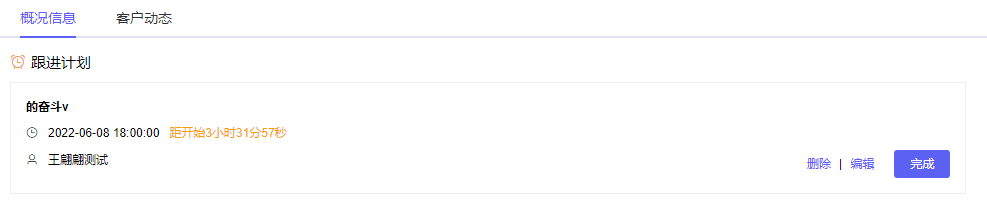 概况信息 客户动态
跟进计划
的奋斗v
2022-06-08 18:00:00 距开始3小时31分57秒
王翩翩测试
删除 | 编辑 完成